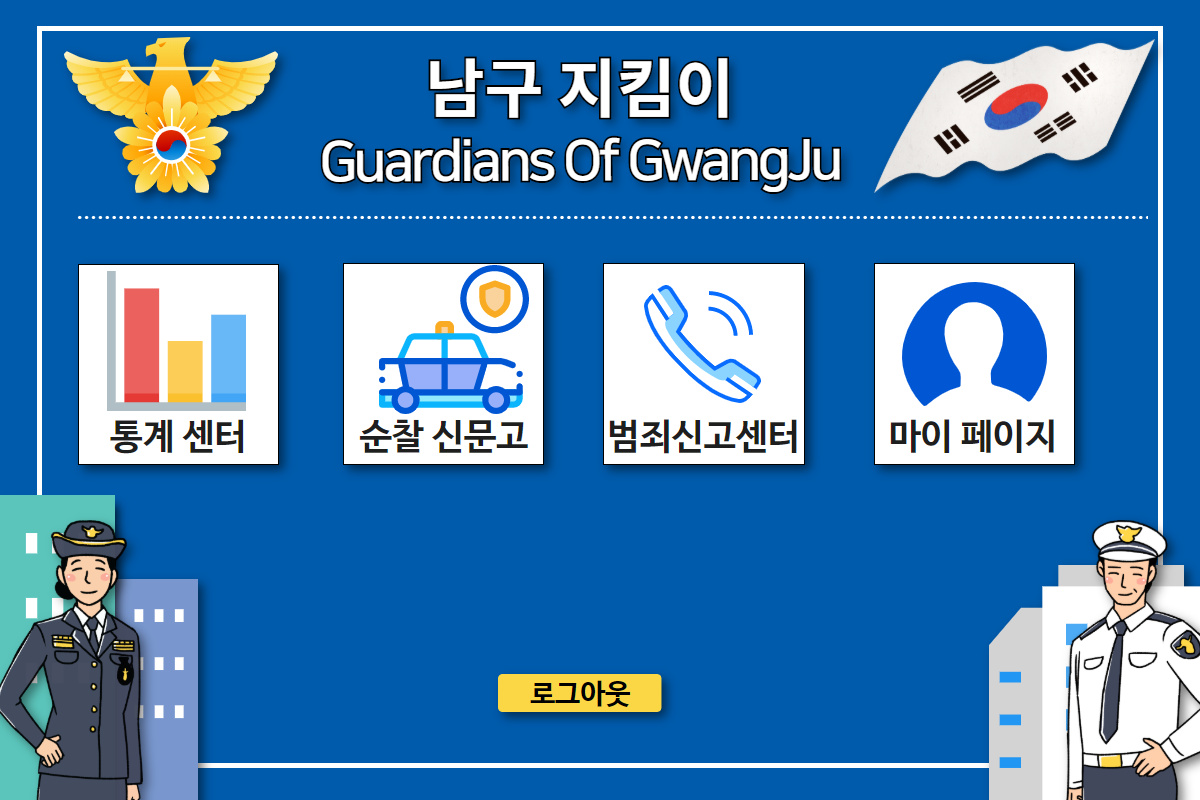 남구 지킴이
Guardians Of GwangJu
통계 센터
순찰 신문고
범죄신고센터
마이 페이지
로그아웃